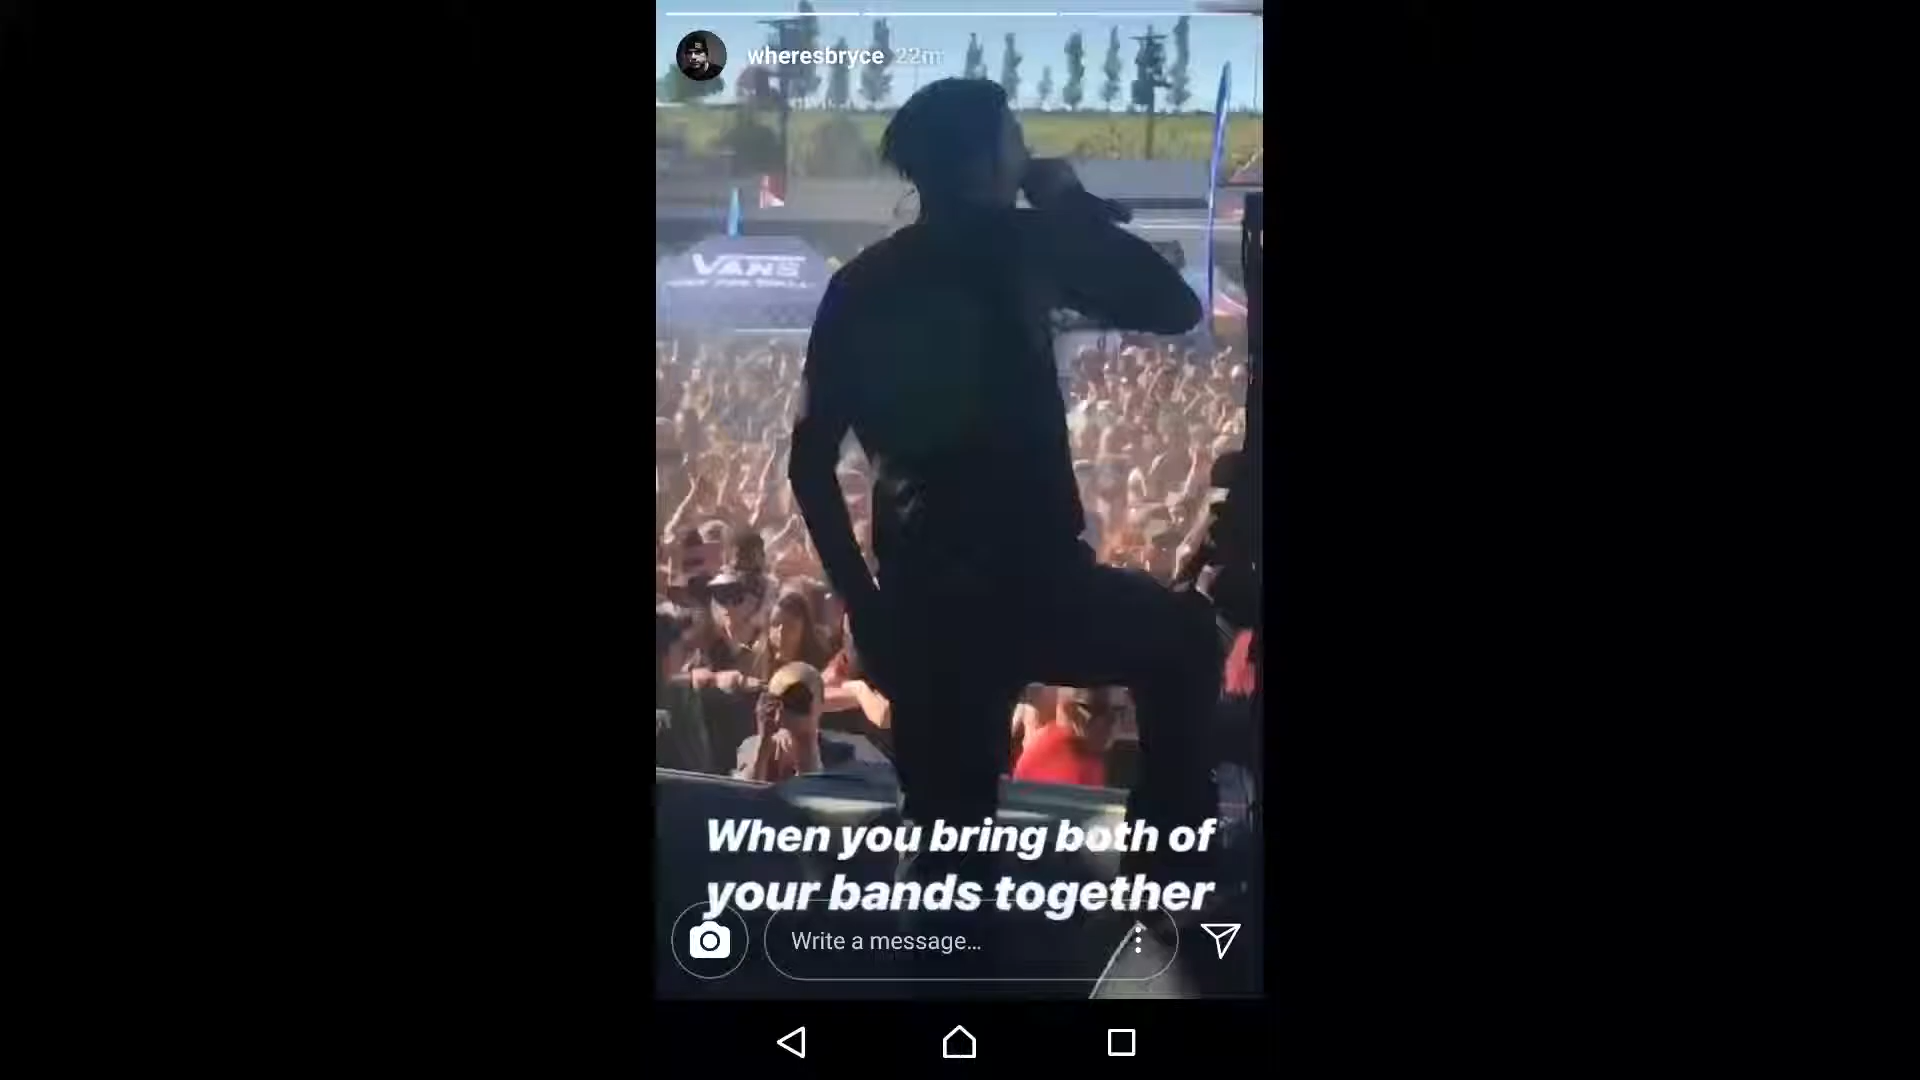 wheresbryce 22m
VANS
When you bring both of
your bands together
Write a message...